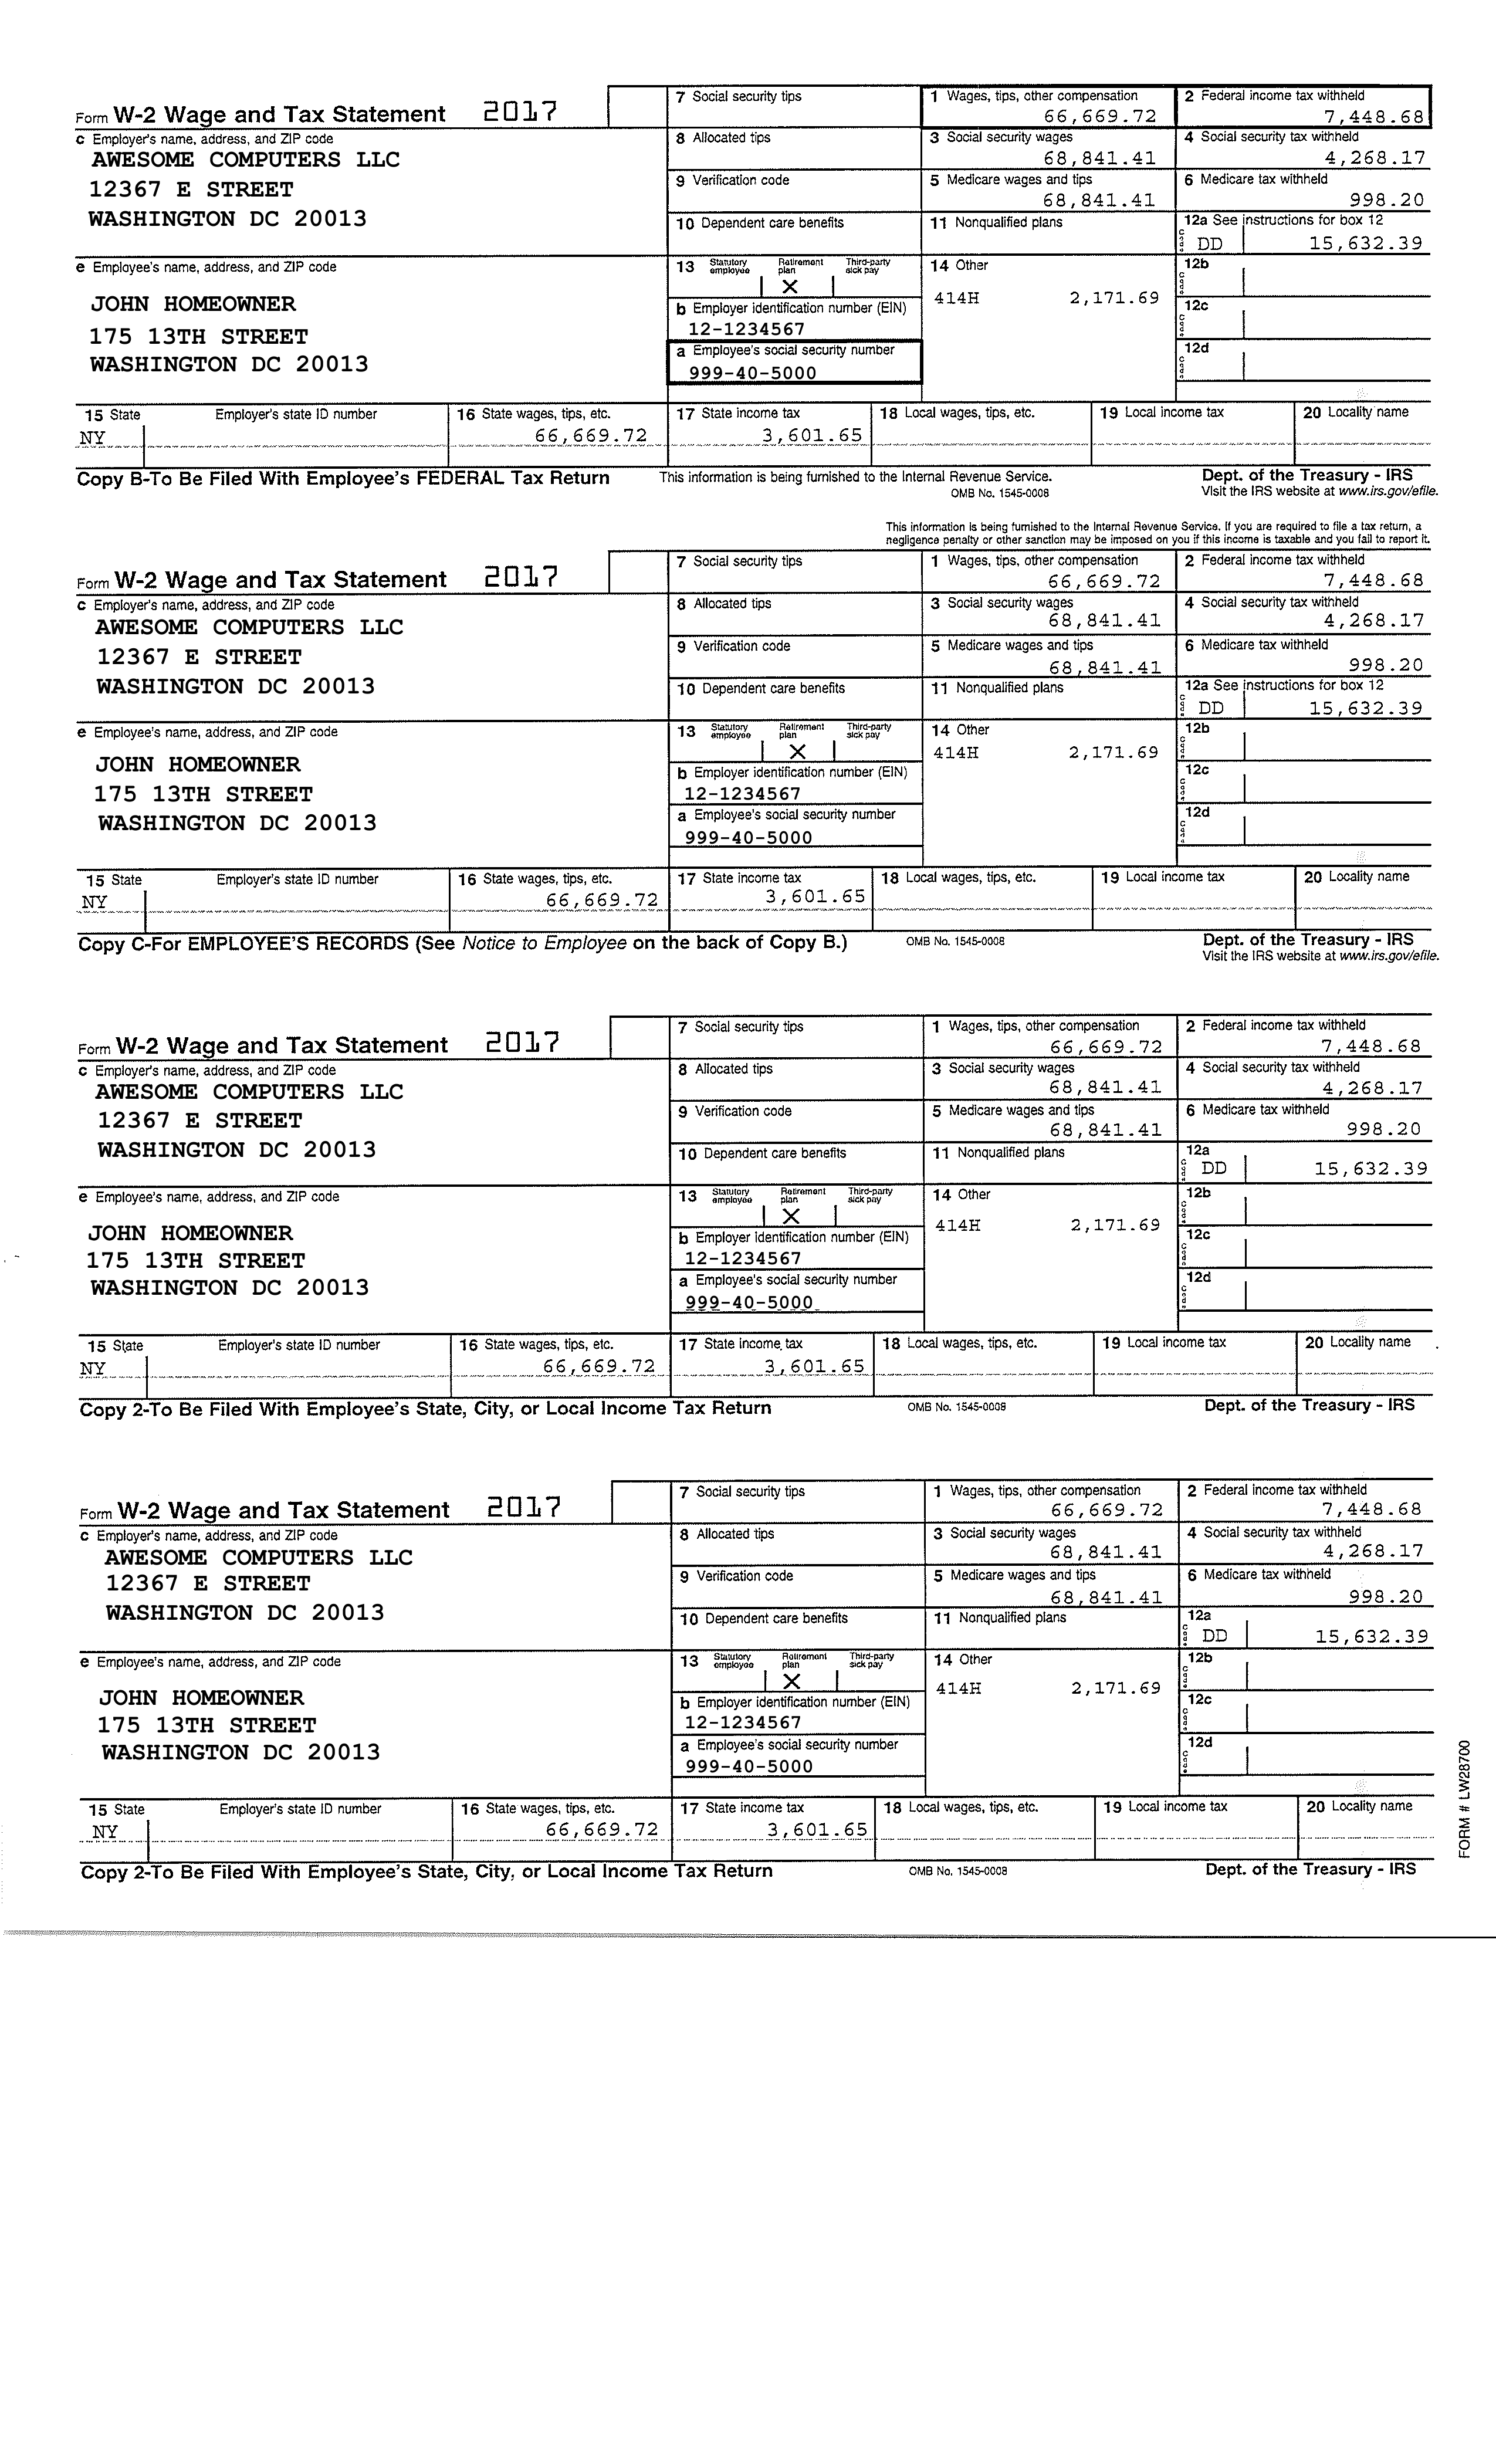 Form W-2 Wage and Tax Statement 2017
7 Social security tips
1 Wages, tips, other compensation
66,669.72
2 Federal income tax withheld
7,448.68
c Employer's name, address, and ZIP code
AWESOME COMPUTERS LLC
12367 E STREET
WASHINGTON DC 20013
8 Allocated tips
3 Social security wages
68,841.41
4 Social security tax withheld
4,268.17
9 Verification code
5 Medicare wages and tips
68,841.41
6 Medicare tax withheld
998.20
10 Dependent care benefits
11 Nonqualified plans
12a See instructions for box 12
Code DD 15,632.39
e Employee's name, address, and ZIP code
JOHN HOMEOWNER
175 13TH STREET
WASHINGTON DC 20013
13 Statutory employee Retirement plan Third-party sick pay
X
14 Other
414H 2,171.69
12b
Code
b Employer identification number (EIN)
12-1234567
12c
Code
a Employee's social security number
999-40-5000
12d
Code
15 State Employer's state ID number 16 State wages, tips, etc. 17 State income tax 18 Local wages, tips, etc. 19 Local income tax 20 Locality name
NY 66,669.72 3,601.65
Copy B-To Be Filed With Employee's FEDERAL Tax Return This information is being furnished to the Internal Revenue Service. Dept. of the Treasury - IRS
OMB No. 1545-0008 Visit the IRS website at www.irs.gov/efile.
This information is being furnished to the Internal Revenue Service. If you are required to file a tax return, a
negligence penalty or other sanction may be imposed on you if this income is taxable and you fail to report it.
Form W-2 Wage and Tax Statement 2017
7 Social security tips
1 Wages, tips, other compensation
66,669.72
2 Federal income tax withheld
7,448.68
c Employer's name, address, and ZIP code
AWESOME COMPUTERS LLC
12367 E STREET
WASHINGTON DC 20013
8 Allocated tips
3 Social security wages
68,841.41
4 Social security tax withheld
4,268.17
9 Verification code
5 Medicare wages and tips
68,841.41
6 Medicare tax withheld
998.20
10 Dependent care benefits
11 Nonqualified plans
12a See instructions for box 12
Code DD 15,632.39
e Employee's name, address, and ZIP code
JOHN HOMEOWNER
175 13TH STREET
WASHINGTON DC 20013
13 Statutory employee Retirement plan Third-party sick pay
X
14 Other
414H 2,171.69
12b
Code
b Employer identification number (EIN)
12-1234567
12c
Code
a Employee's social security number
999-40-5000
12d
Code
15 State Employer's state ID number 16 State wages, tips, etc. 17 State income tax 18 Local wages, tips, etc. 19 Local income tax 20 Locality name
NY 66,669.72 3,601.65
Copy C-For EMPLOYEE'S RECORDS (See Notice to Employee on the back of Copy B.) OMB No. 1545-0008 Dept. of the Treasury - IRS
Visit the IRS website at www.irs.gov/efile.
Form W-2 Wage and Tax Statement 2017
7 Social security tips
1 Wages, tips, other compensation
66,669.72
2 Federal income tax withheld
7,448.68
c Employer's name, address, and ZIP code
AWESOME COMPUTERS LLC
12367 E STREET
WASHINGTON DC 20013
8 Allocated tips
3 Social security wages
68,841.41
4 Social security tax withheld
4,268.17
9 Verification code
5 Medicare wages and tips
68,841.41
6 Medicare tax withheld
998.20
10 Dependent care benefits
11 Nonqualified plans
12a
Code DD 15,632.39
e Employee's name, address, and ZIP code
JOHN HOMEOWNER
175 13TH STREET
WASHINGTON DC 20013
13 Statutory employee Retirement plan Third-party sick pay
X
14 Other
414H 2,171.69
12b
Code
b Employer identification number (EIN)
12-1234567
12c
Code
a Employee's social security number
999-40-5000
12d
Code
15 State Employer's state ID number 16 State wages, tips, etc. 17 State income tax 18 Local wages, tips, etc. 19 Local income tax 20 Locality name
NY 66,669.72 3,601.65
Copy 2-To Be Filed With Employee's State, City, or Local Income Tax Return OMB No. 1545-0008 Dept. of the Treasury - IRS
Form W-2 Wage and Tax Statement 2017
7 Social security tips
1 Wages, tips, other compensation
66,669.72
2 Federal income tax withheld
7,448.68
c Employer's name, address, and ZIP code
AWESOME COMPUTERS LLC
12367 E STREET
WASHINGTON DC 20013
8 Allocated tips
3 Social security wages
68,841.41
4 Social security tax withheld
4,268.17
9 Verification code
5 Medicare wages and tips
68,841.41
6 Medicare tax withheld
998.20
10 Dependent care benefits
11 Nonqualified plans
12a
Code DD 15,632.39
e Employee's name, address, and ZIP code
JOHN HOMEOWNER
175 13TH STREET
WASHINGTON DC 20013
13 Statutory employee Retirement plan Third-party sick pay
X
14 Other
414H 2,171.69
12b
Code
b Employer identification number (EIN)
12-1234567
12c
Code
a Employee's social security number
999-40-5000
12d
Code
15 State Employer's state ID number 16 State wages, tips, etc. 17 State income tax 18 Local wages, tips, etc. 19 Local income tax 20 Locality name
NY 66,669.72 3,601.65
Copy 2-To Be Filed With Employee's State, City, or Local Income Tax Return OMB No. 1545-0008 Dept. of the Treasury - IRS
FORM # LW28700